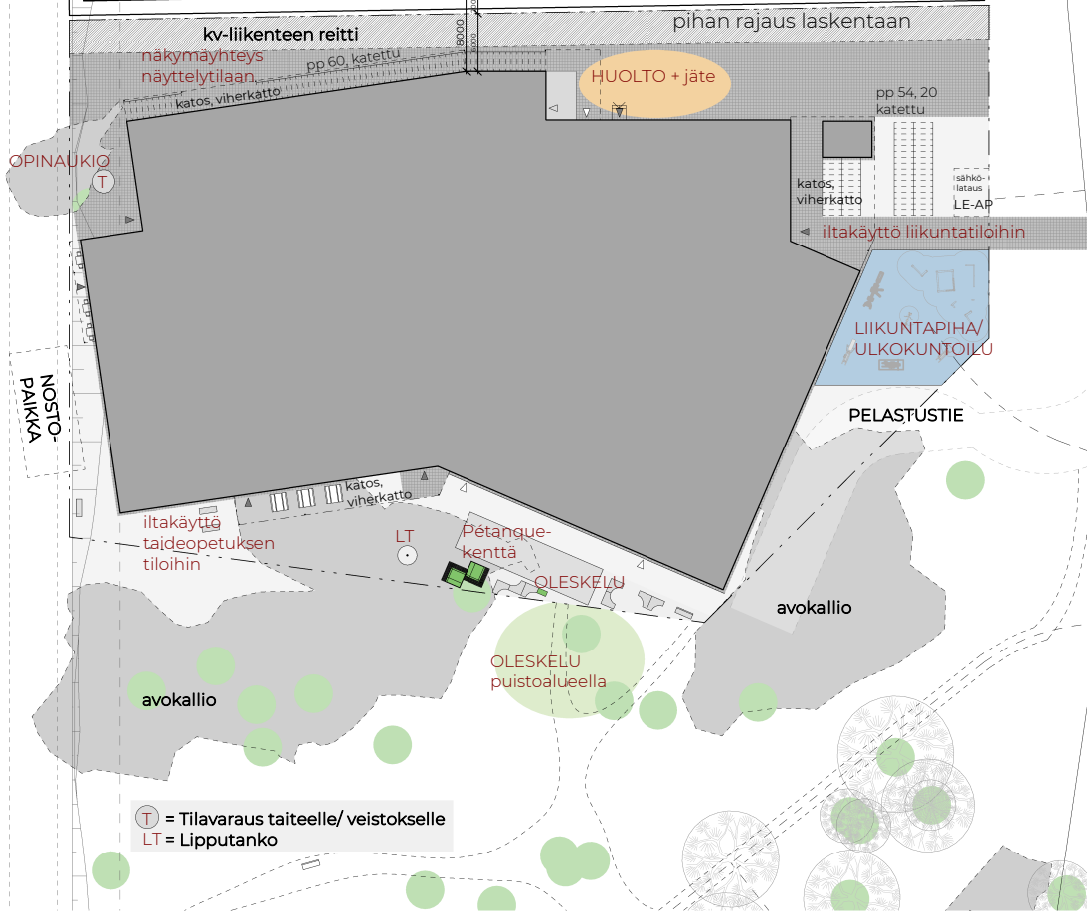 pihan rajaus laskentaan
kv-liikenteen reitti
8000
näkymäyhteys
näyttelytilaan
pp 60, katettu
katos, viherkatto
HUOLTO + jäte
pp 54, 20
katettu
OPINAUKIO
T
katos,
viherkatto
sähkö-
lataus
LE-AP
iltakäyttö liikuntatiloihin
LIIKUNTAPIHA/
ULKOKUNTOILU
NOSTO-
PAIKKA
PELASTUSTIE
katos,
viherkatto
iltakäyttö
taideopetuksen
tiloihin
LT
Pétanque-
kenttä
OLESKELU
avokallio
OLESKELU
puistoalueella
avokallio
T = Tilavaraus taiteelle/ veistokselle
LT = Lipputanko